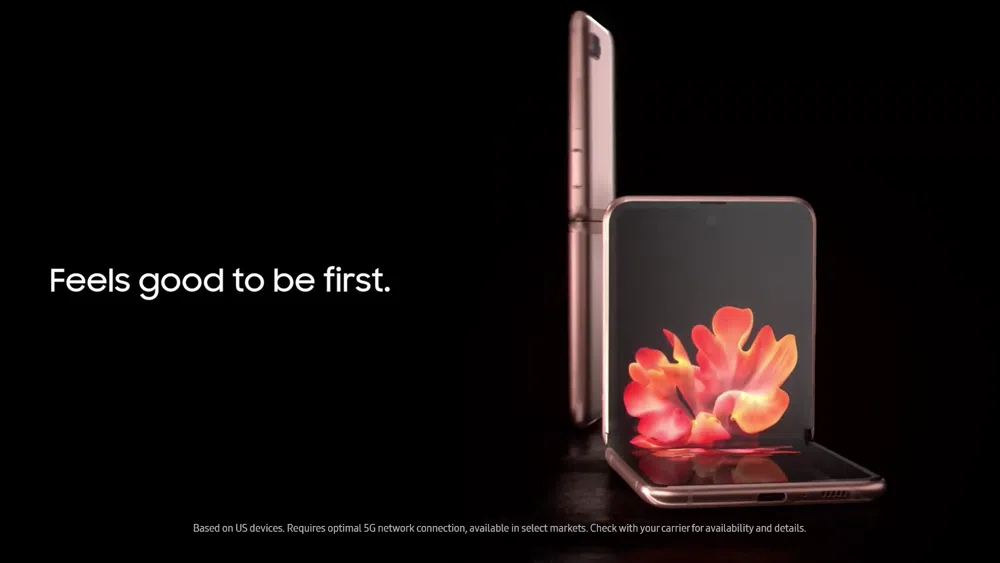 Feels good to be first.
Based on US devices. Requires optimal 5G network connection, available in select markets. Check with your carrier for availability and details.